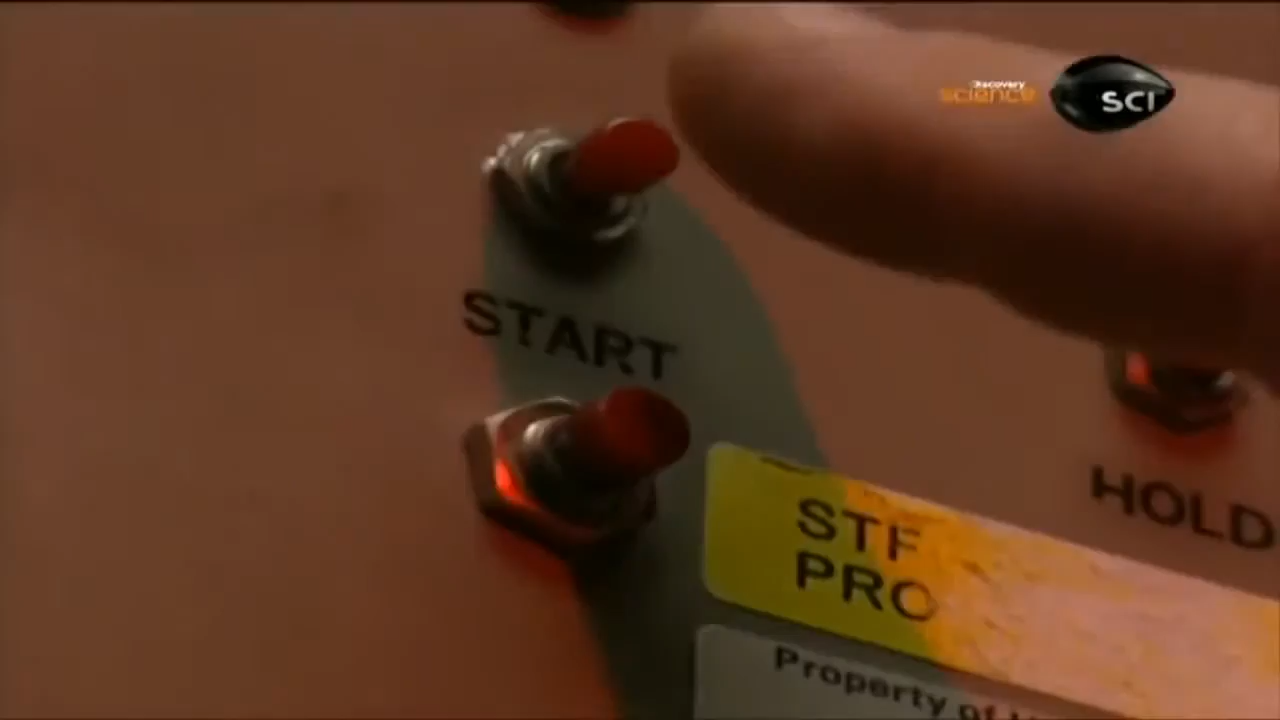 Discovery
science
SCI
START
HOLD
STF
PRO
Property of